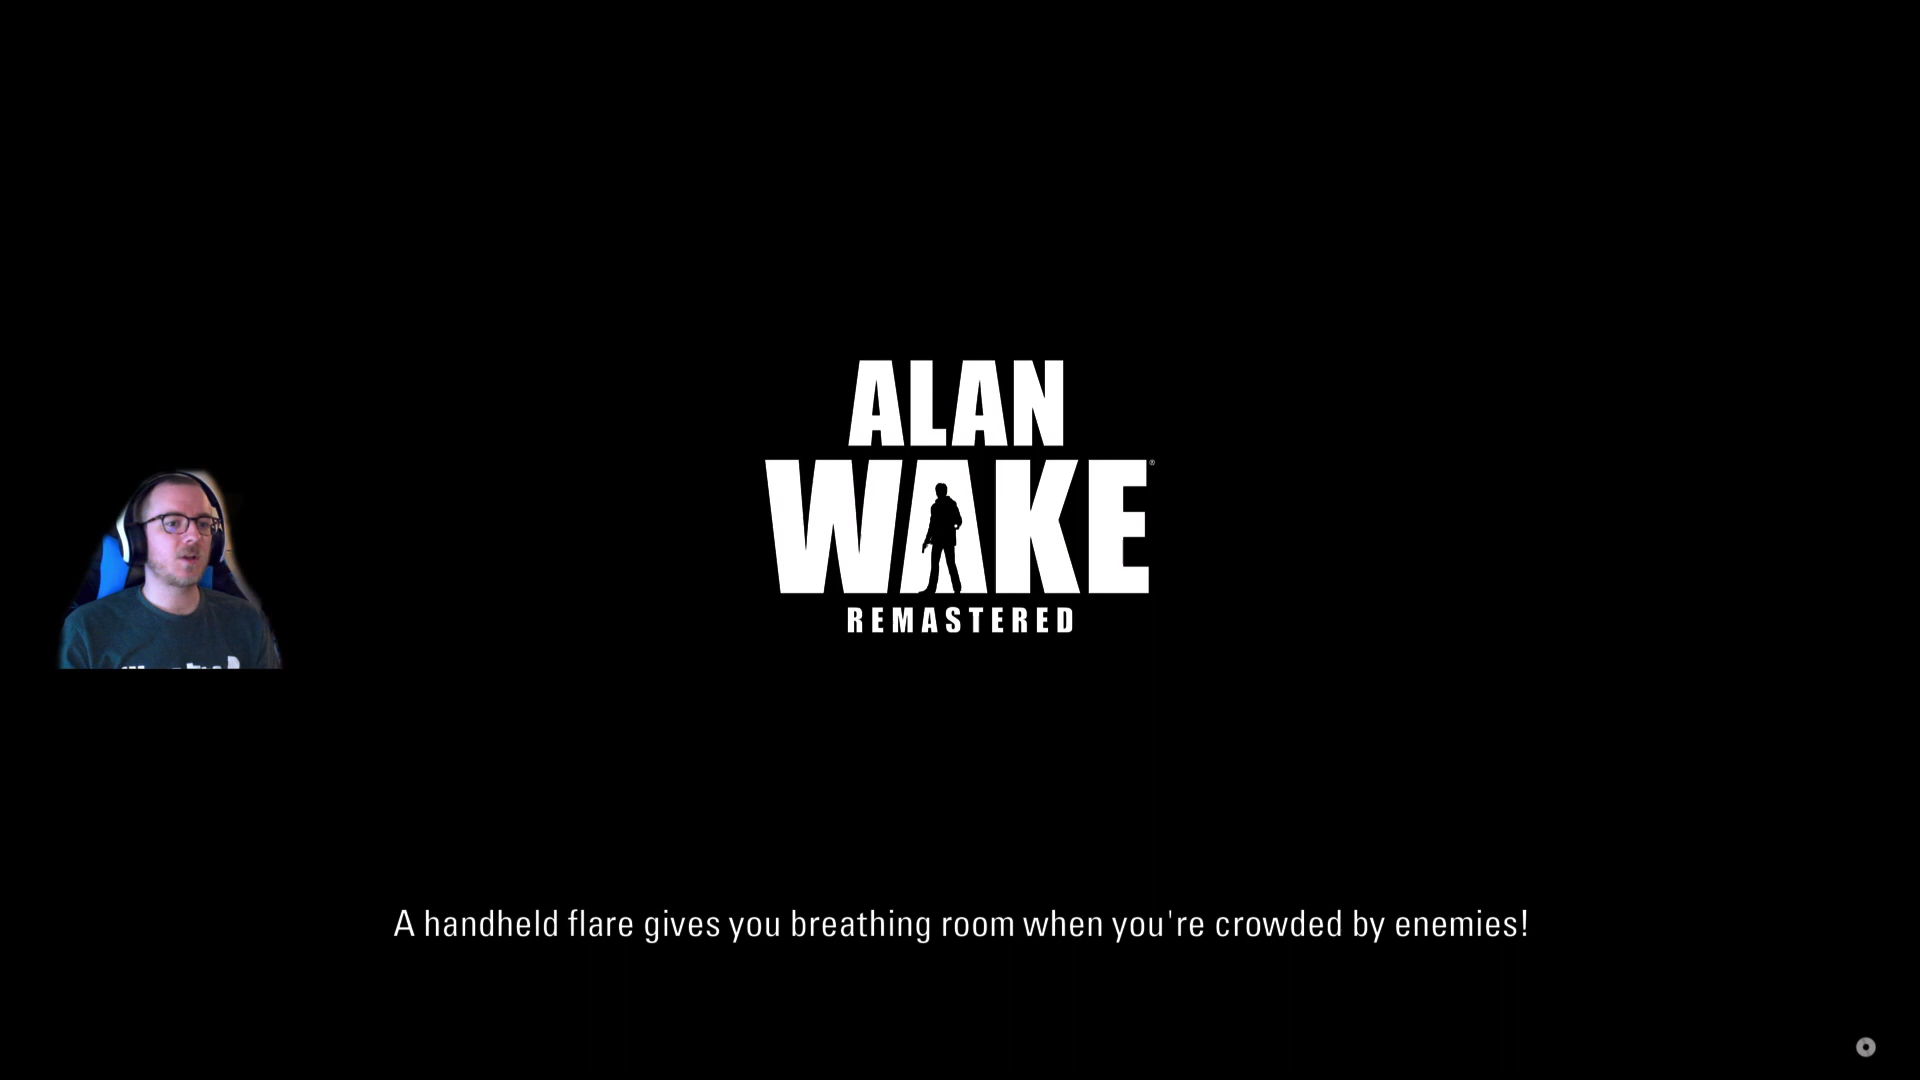 ALAN
WAKE®
REMASTERED
A handheld flare gives you breathing room when you're crowded by enemies!